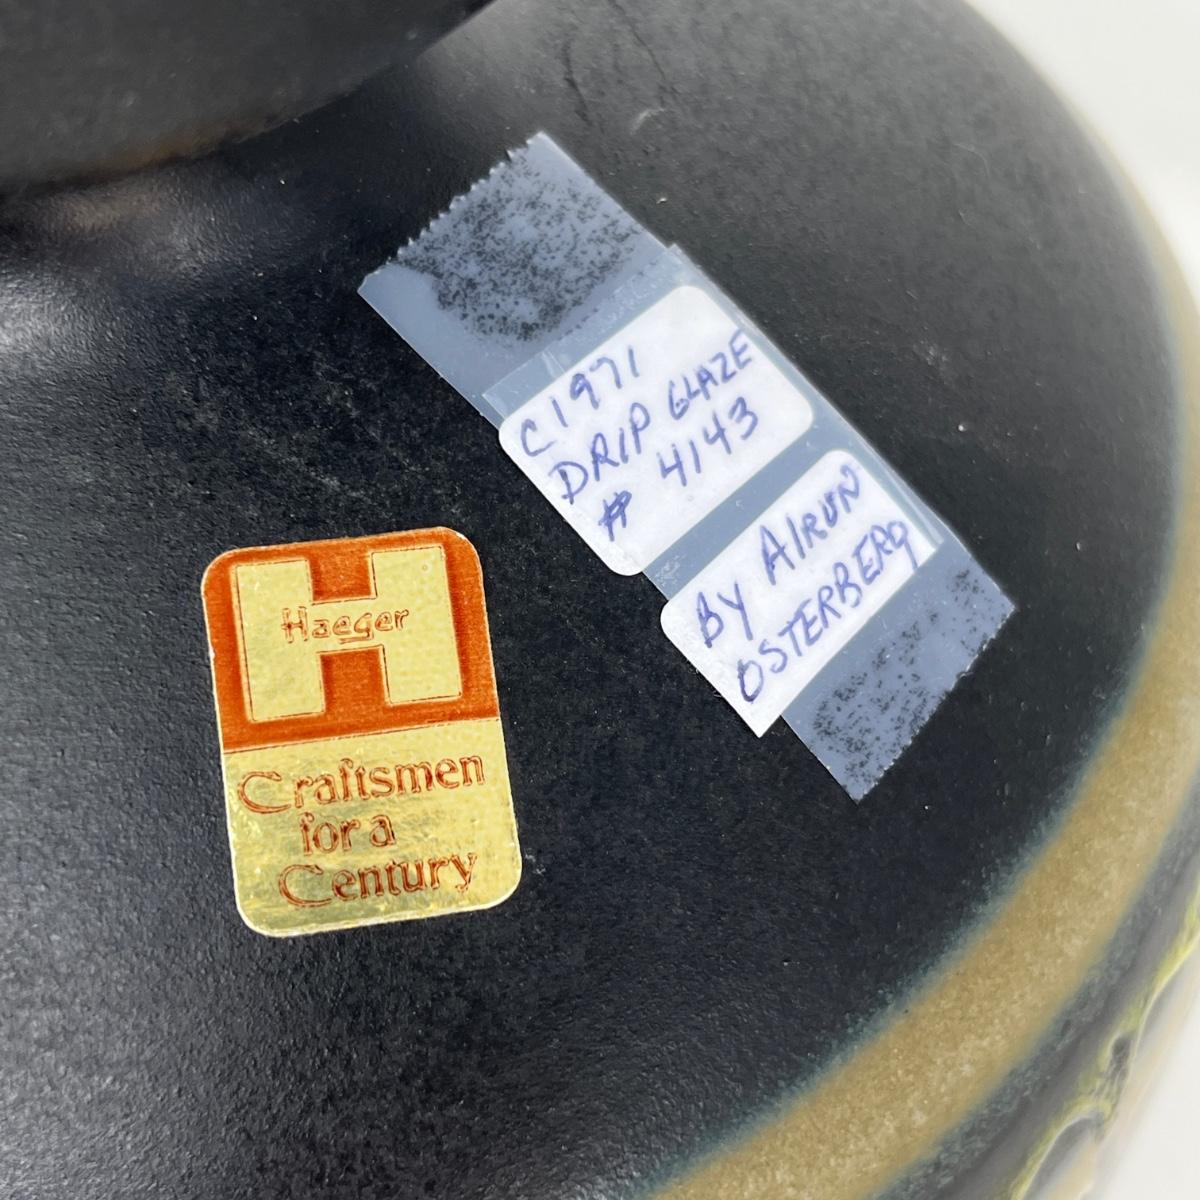 Haeger
Craftsmen
for a
Century
C1971
DRIP GLAZE
# 4143
BY AIRUN
OSTERBERG